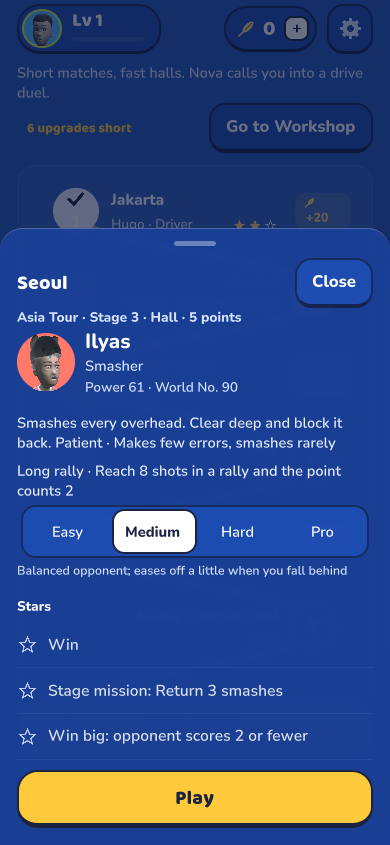 Lv 1
0
+
Short matches, fast halls. Nova calls you into a drive
duel.
6 upgrades short
Go to Workshop
Jakarta
1
Hugo · Driver
+20
Seoul
Close
Asia Tour · Stage 3 · Hall · 5 points
Ilyas
Smasher
Power 61 · World No. 90
Smashes every overhead. Clear deep and block it
back. Patient · Makes few errors, smashes rarely
Long rally · Reach 8 shots in a rally and the point
counts 2
Easy
Medium
Hard
Pro
Balanced opponent; eases off a little when you fall behind
Stars
Win
Stage mission: Return 3 smashes
Win big: opponent scores 2 or fewer
Play